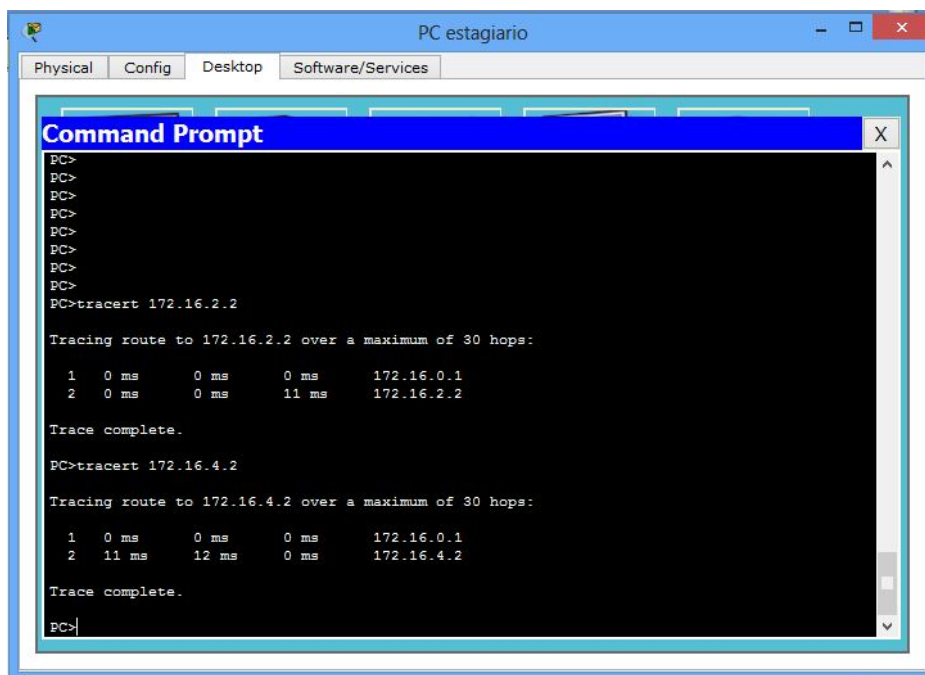 PC estagiario
Physical Config Desktop Software/Services
Command Prompt X
PC>
PC>
PC>
PC>
PC>
PC>
PC>
PC>
PC>tracert 172.16.2.2
Tracing route to 172.16.2.2 over a maximum of 30 hops:
1 0 ms 0 ms 0 ms 172.16.0.1
2 0 ms 0 ms 11 ms 172.16.2.2
Trace complete.
PC>tracert 172.16.4.2
Tracing route to 172.16.4.2 over a maximum of 30 hops:
1 0 ms 0 ms 0 ms 172.16.0.1
2 11 ms 12 ms 0 ms 172.16.4.2
Trace complete.
PC>